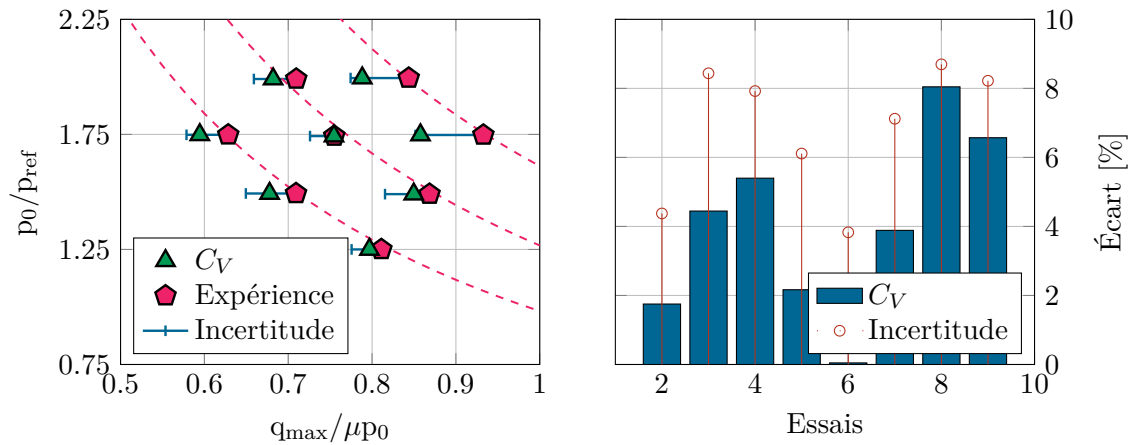 2.25
1.75
1.25
0.75
p₀/p_ref
C_V
Expérience
Incertitude
0.5 0.6 0.7 0.8 0.9 1
q_max/μp₀
10
8
6
4
2
0
Écart [%]
C_V
Incertitude
2 4 6 8 10
Essais